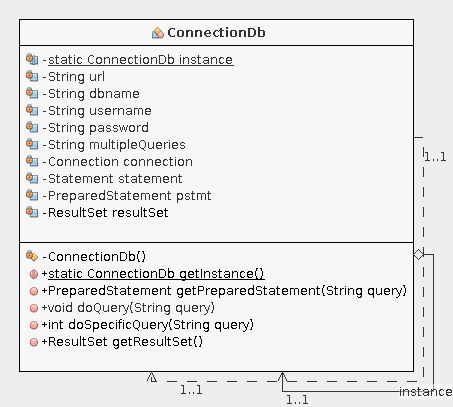 ConnectionDb
-static ConnectionDb instance
-String url
-String dbname
-String username
-String password
-String multipleQueries
-Connection connection
-Statement statement
-PreparedStatement pstmt
-ResultSet resultSet
-ConnectionDb()
+static ConnectionDb getInstance()
+PreparedStatement getPreparedStatement(String query)
+void doQuery(String query)
+int doSpecificQuery(String query)
+ResultSet getResultSet()
1..1
1..1
1..1
instance